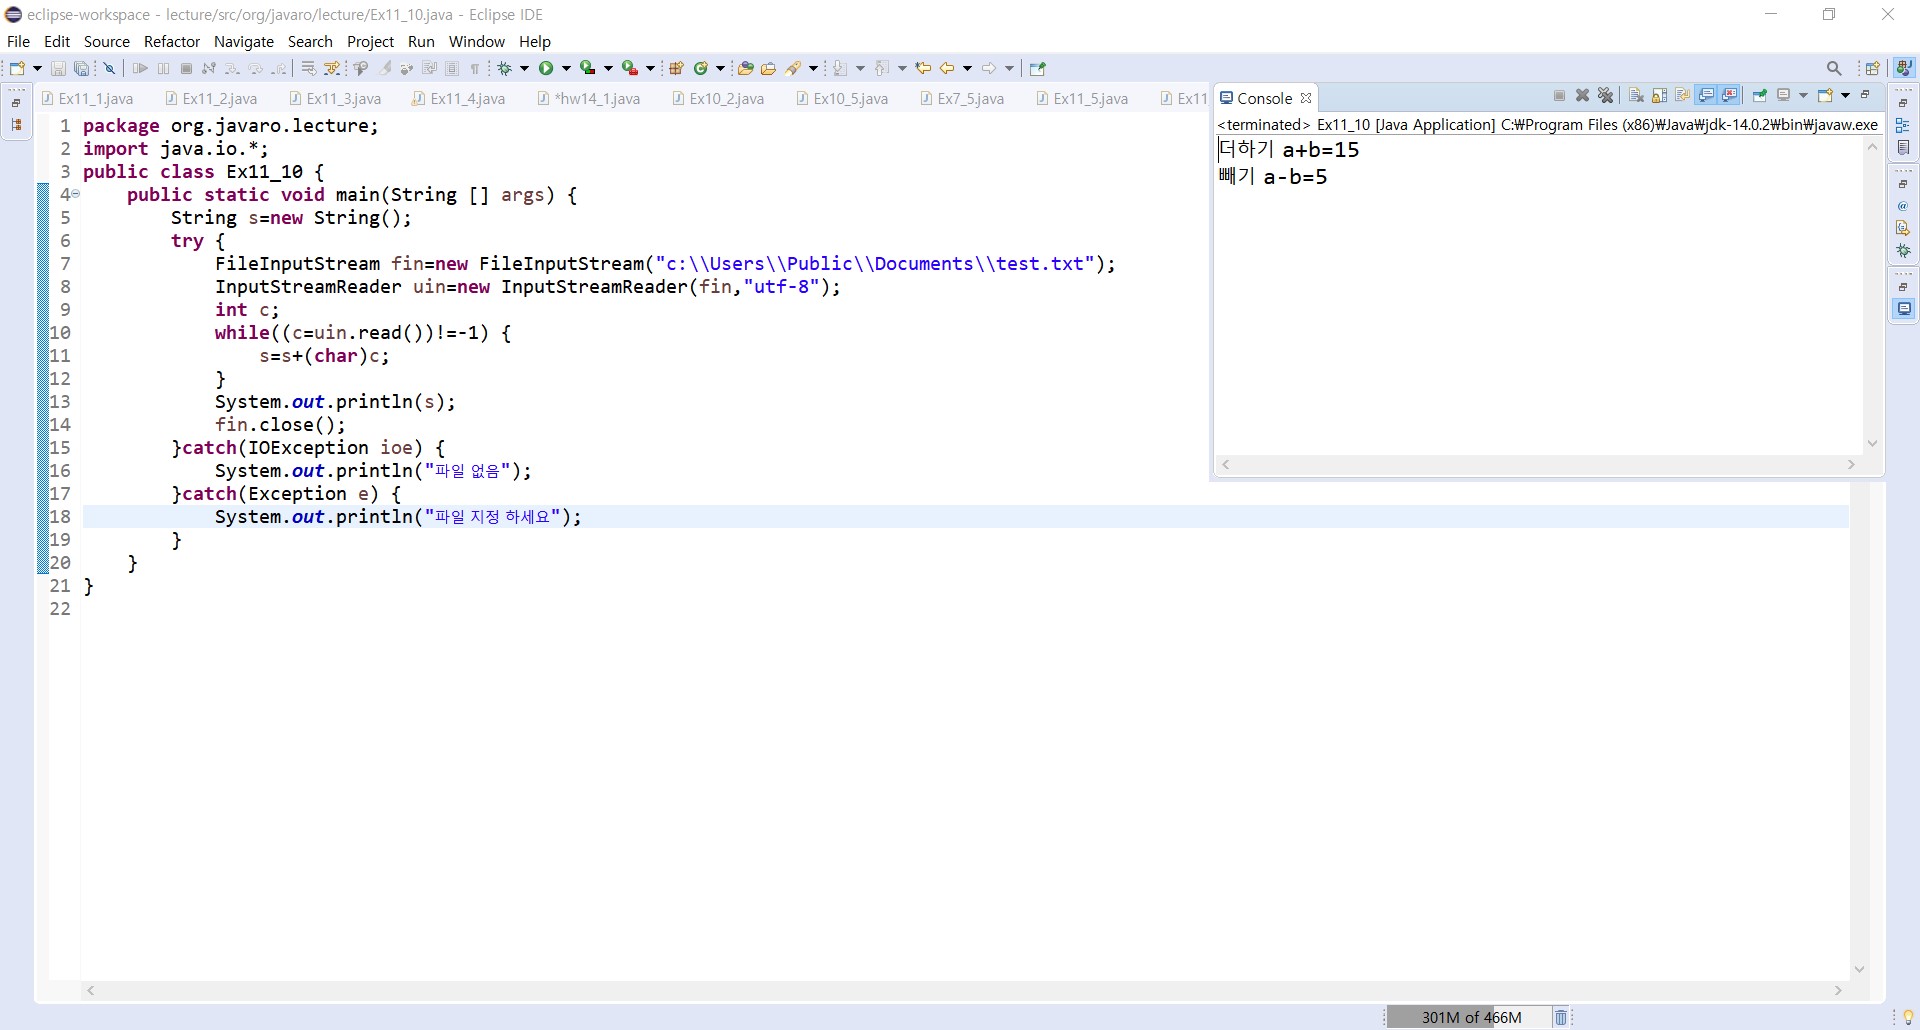 eclipse-workspace - lecture/src/org/javaro/lecture/Ex11_10.java - Eclipse IDE
File Edit Source Refactor Navigate Search Project Run Window Help
Ex11_1.java Ex11_2.java Ex11_3.java Ex11_4.java *hw14_1.java Ex10_2.java Ex10_5.java Ex7_5.java Ex11_5.java Ex11
1 package org.javaro.lecture;
2 import java.io.*;
3 public class Ex11_10 {
4 public static void main(String [] args) {
5 String s=new String();
6 try {
7 FileInputStream fin=new FileInputStream("c:\\Users\\Public\\Documents\\test.txt");
8 InputStreamReader uin=new InputStreamReader(fin,"utf-8");
9 int c;
10 while((c=uin.read())!=-1) {
11 s=s+(char)c;
12 }
13 System.out.println(s);
14 fin.close();
15 }catch(IOException ioe) {
16 System.out.println("파일 없음");
17 }catch(Exception e) {
18 System.out.println("파일 지정 하세요");
19 }
20 }
21 }
22
Console
<terminated> Ex11_10 [Java Application] C:₩Program Files (x86)₩Java₩jdk-14.0.2₩bin₩javaw.exe
더하기 a+b=15
빼기 a-b=5
301M of 466M